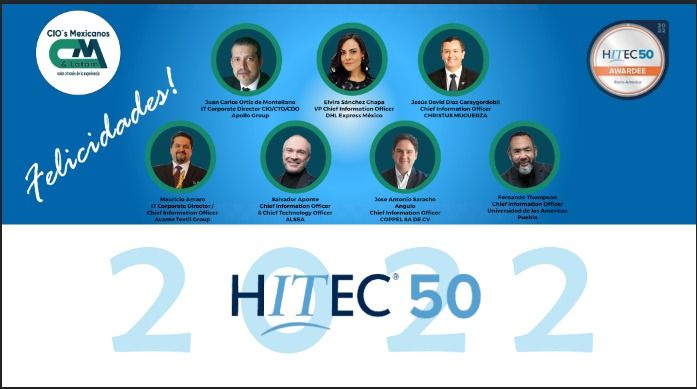 CIO´s Mexicanos
CM
& Latam
Felicidades!
2022
HITEC 50
AWARDEE
Juan Carlos Ortiz de Montellano
IT Corporate Director CIO/CTO/CDO
Apollo Group
Elvira Sánchez Chapa
VP Chief Information Officer
DHL Express México
Jesús David Díaz Garaygordobil
Chief Information Officer
CHRISTUS MUGUERZA
Mauricio Amaro
IT Corporate Director /
Chief Information Officer
Avante Textil Group
Salvador Aponte
Chief Information Officer
& Chief Technology Officer
ALSEA
Jose Antonio Saracho
Angulo
Chief Information Officer
COPPEL SA DE CV
Fernando Thompson
Chief Information Officer
Universidad de las Americas
Puebla
2022
HITEC® 50